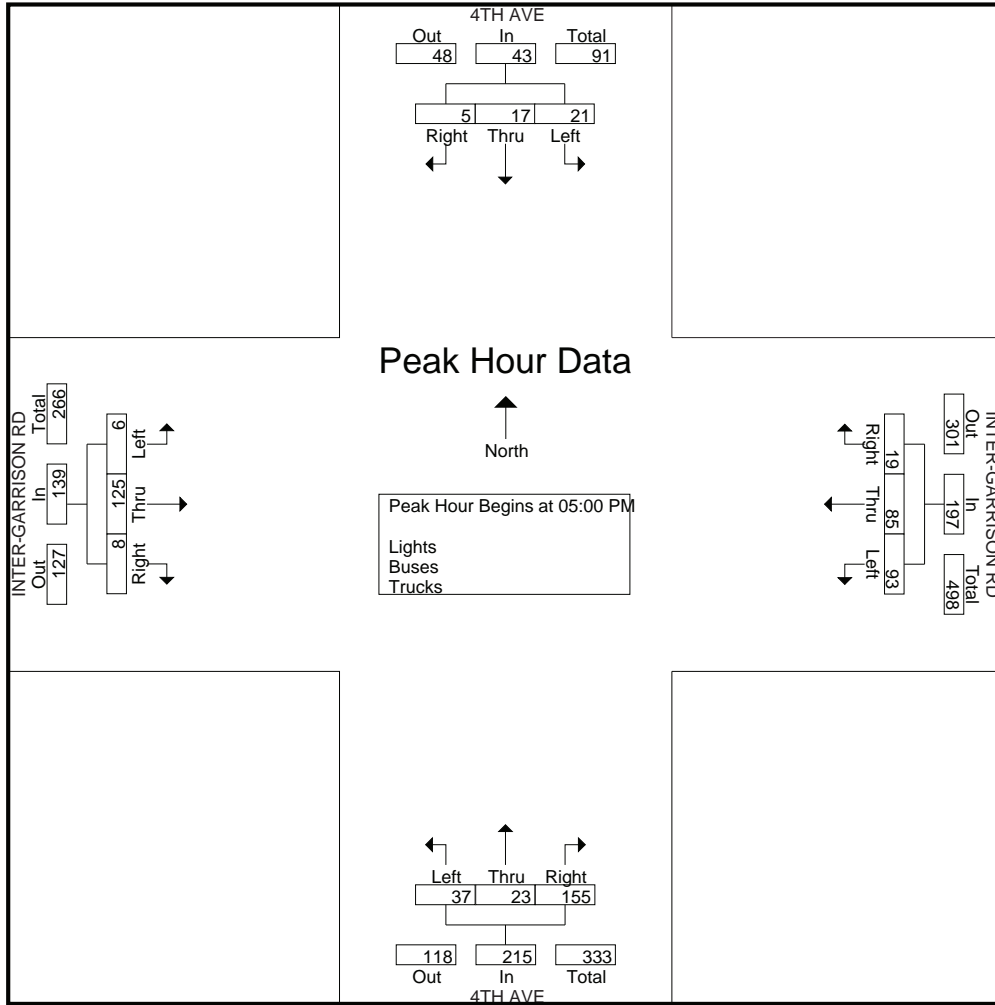 4TH AVE
Out In Total
48 43 91
5 17 21
Right Thru Left
Peak Hour Data
North
Peak Hour Begins at 05:00 PM
Lights
Buses
Trucks
INTER-GARRISON RD
Out In Total
127 139 266
Left Thru Right
6 125 8
INTER-GARRISON RD
Out In Total
301 197 498
Right Thru Left
19 85 93
Left Thru Right
37 23 155
118 215 333
Out In Total
4TH AVE